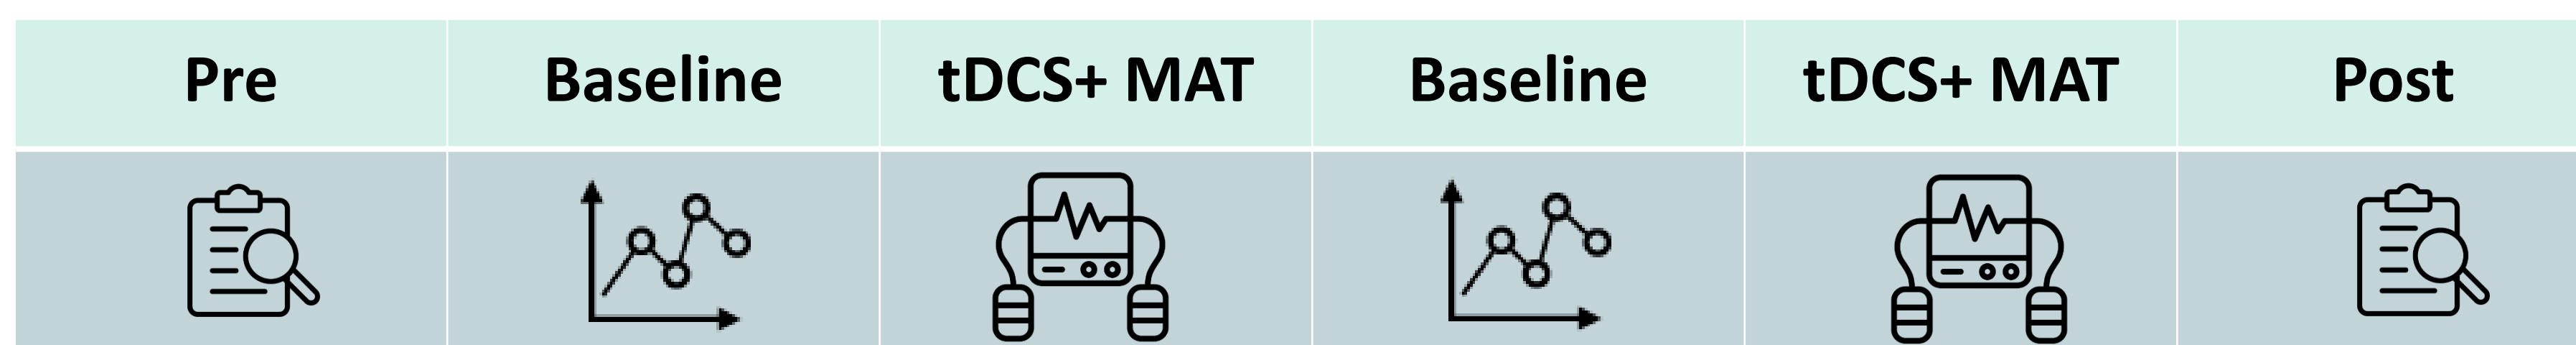 Pre Baseline tDCS+ MAT Baseline tDCS+ MAT Post